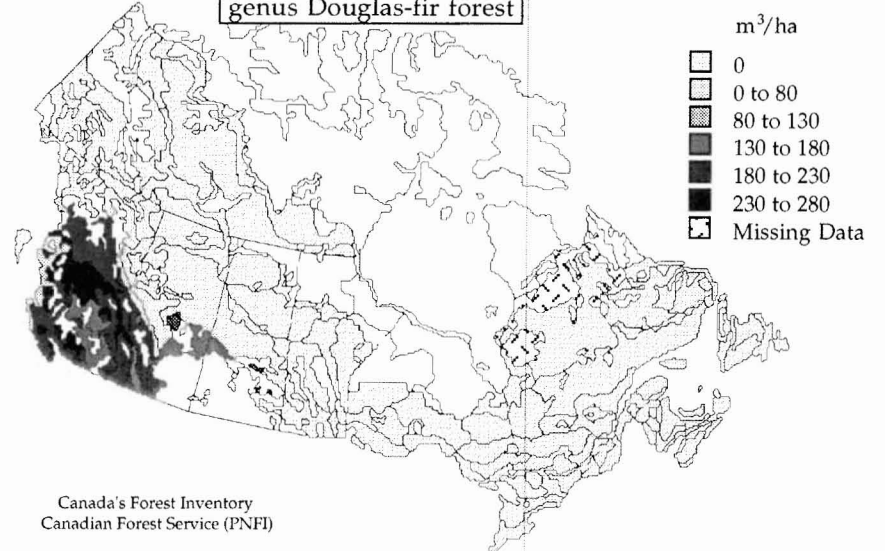 genus Douglas-fir forest
m³/ha
0
0 to 80
80 to 130
130 to 180
180 to 230
230 to 280
Missing Data
Canada's Forest Inventory
Canadian Forest Service (PNFI)